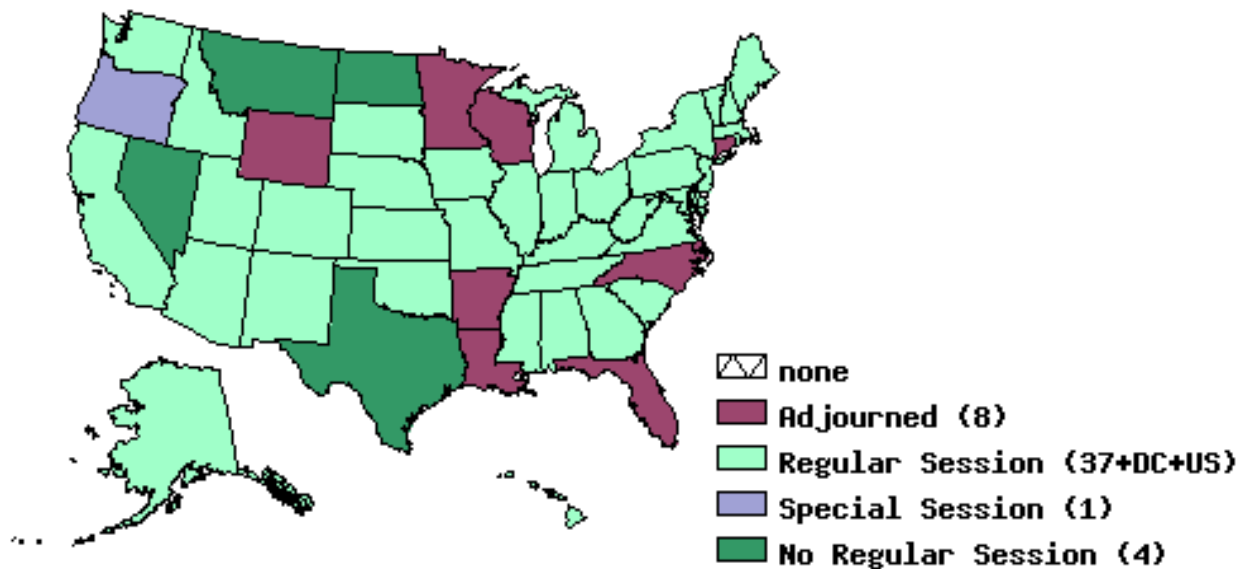 none
Adjourned (8)
Regular Session (37+DC+US)
Special Session (1)
No Regular Session (4)